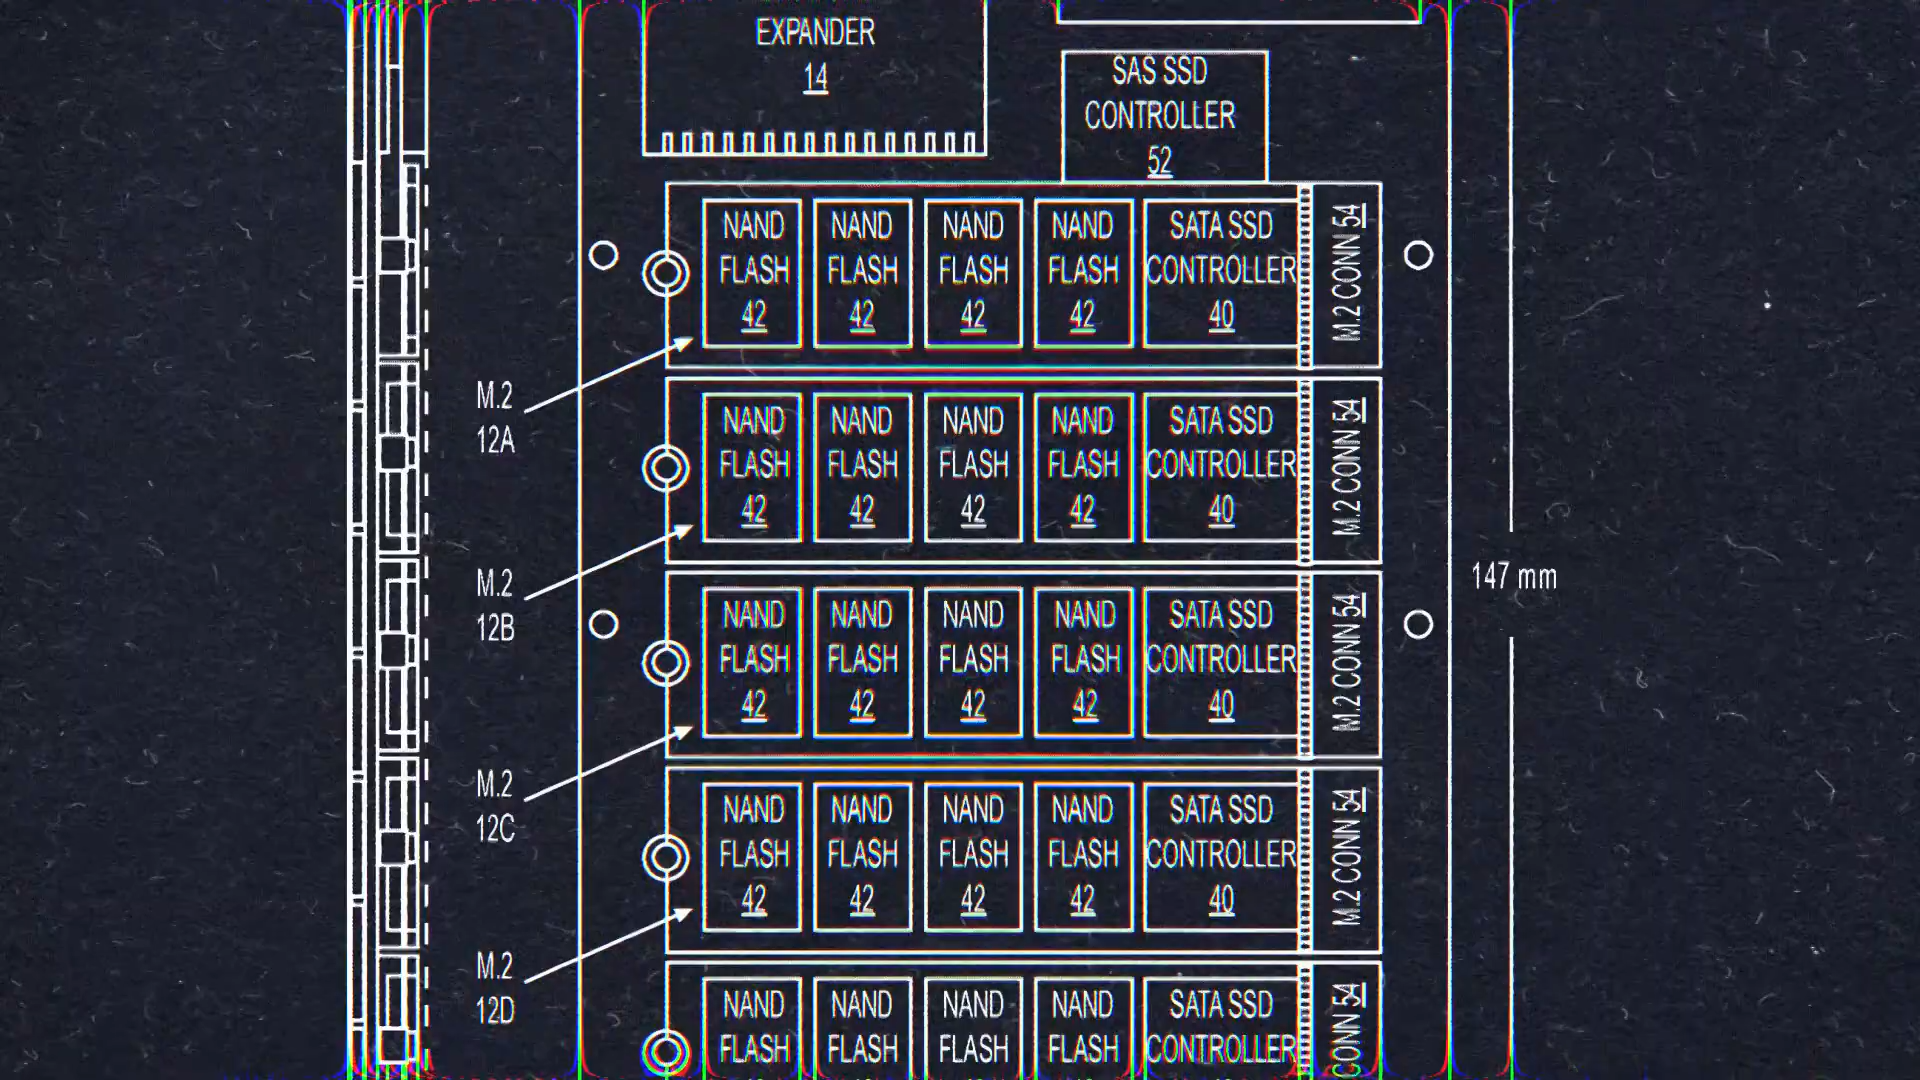 EXPANDER
14
SAS SSD
CONTROLLER
52
NAND FLASH 42
NAND FLASH 42
NAND FLASH 42
NAND FLASH 42
SATA SSD CONTROLLER 40
M.2 CONN 54
M.2
12A
NAND FLASH 42
NAND FLASH 42
NAND FLASH 42
NAND FLASH 42
SATA SSD CONTROLLER 40
M.2 CONN 54
M.2
12B
147 mm
NAND FLASH 42
NAND FLASH 42
NAND FLASH 42
NAND FLASH 42
SATA SSD CONTROLLER 40
M.2 CONN 54
M.2
12C
NAND FLASH 42
NAND FLASH 42
NAND FLASH 42
NAND FLASH 42
SATA SSD CONTROLLER 40
M.2 CONN 54
M.2
12D
NAND FLASH
NAND FLASH
NAND FLASH
NAND FLASH
SATA SSD CONTROLLER
CONN 54